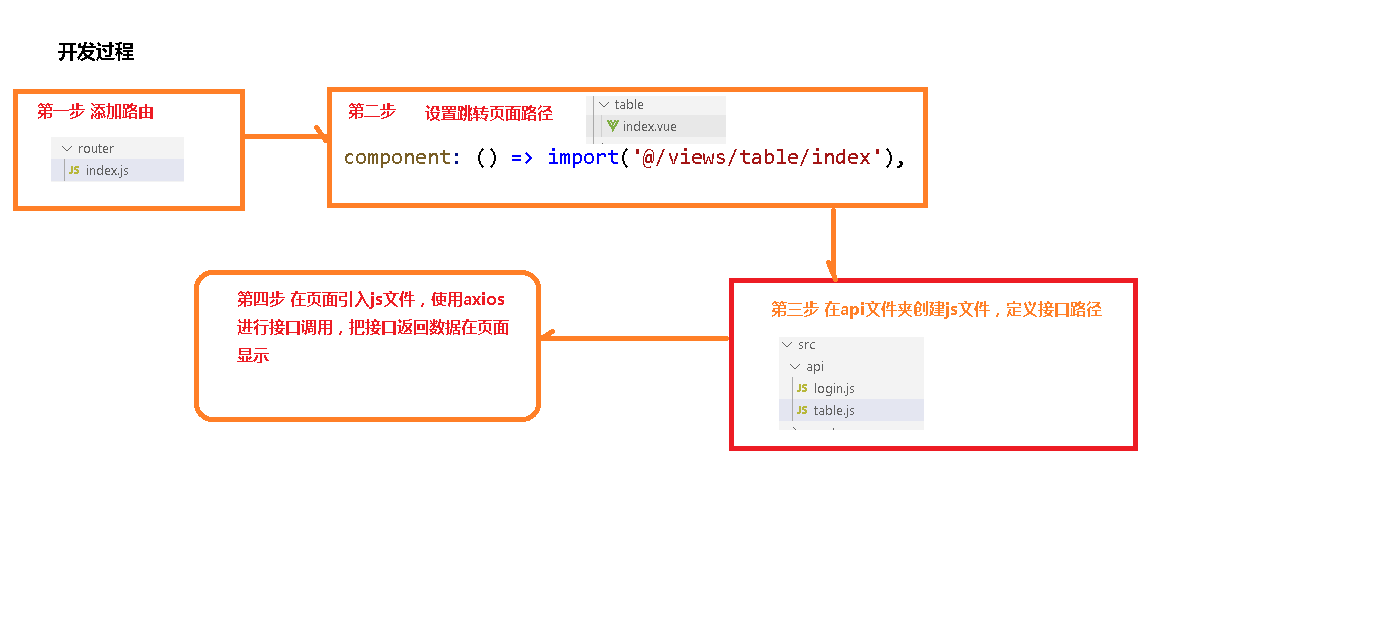 开发过程
第一步 添加路由
router
JS index.js
第二步 设置跳转页面路径
table
index.vue
component: () => import('@/views/table/index'),
第三步 在api文件夹创建js文件，定义接口路径
src
api
JS login.js
JS table.js
第四步 在页面引入js文件，使用axios
进行接口调用，把接口返回数据在页面
显示